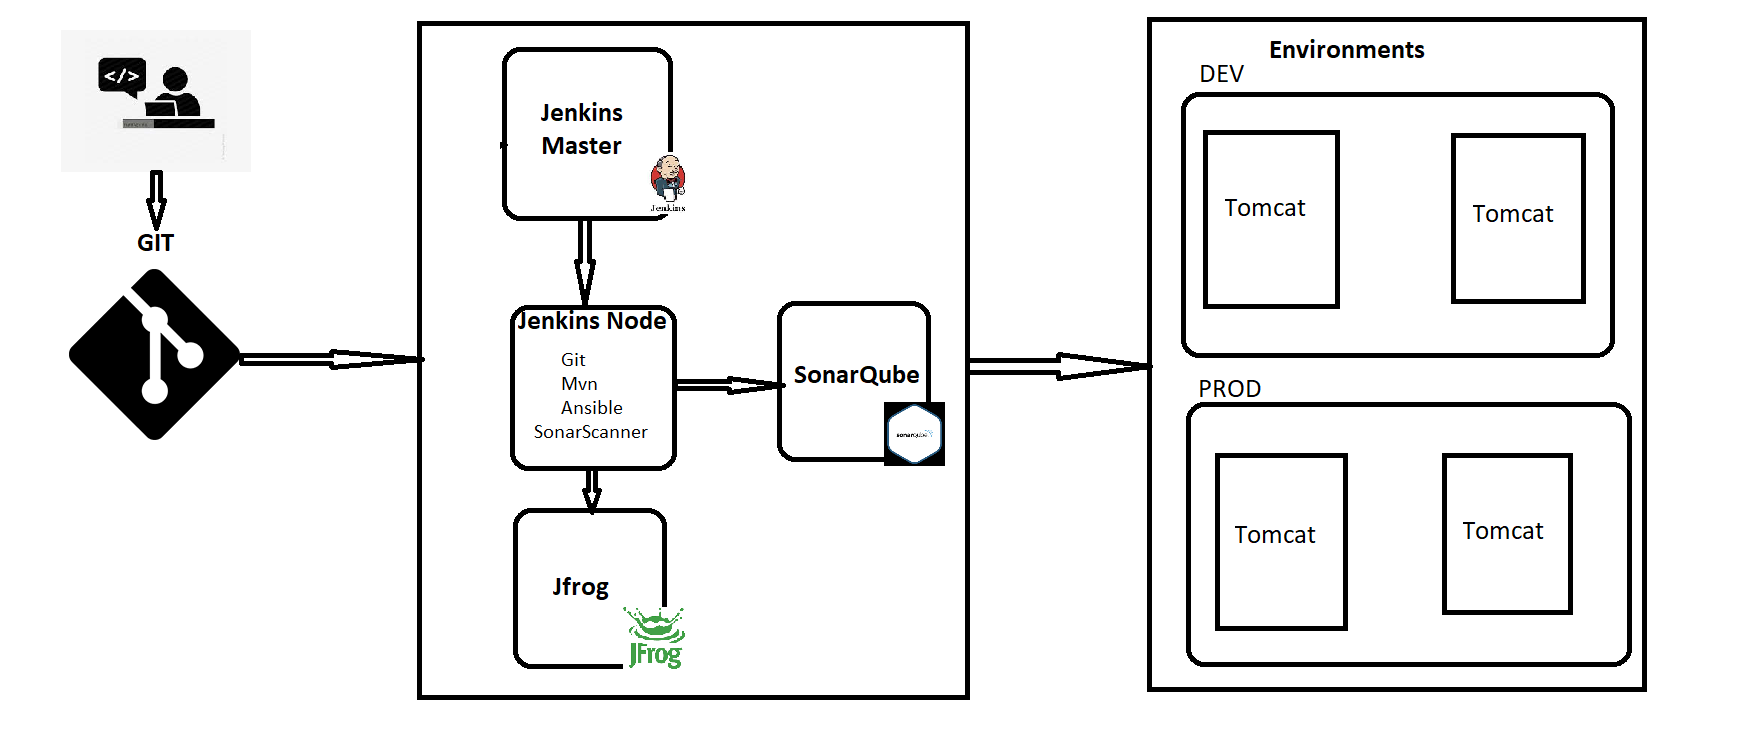 </>
GIT
Jenkins
Master
Jenkins
Jenkins Node
Git
Mvn
Ansible
SonarScanner
SonarQube
sonarqube
Jfrog
JFrog
Environments
DEV
Tomcat
Tomcat
PROD
Tomcat
Tomcat